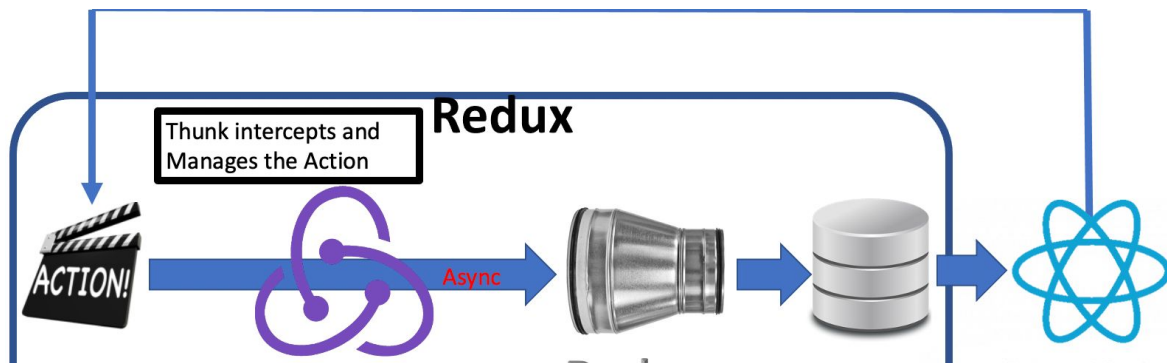 Redux
Thunk intercepts and
Manages the Action
ACTION!
Async